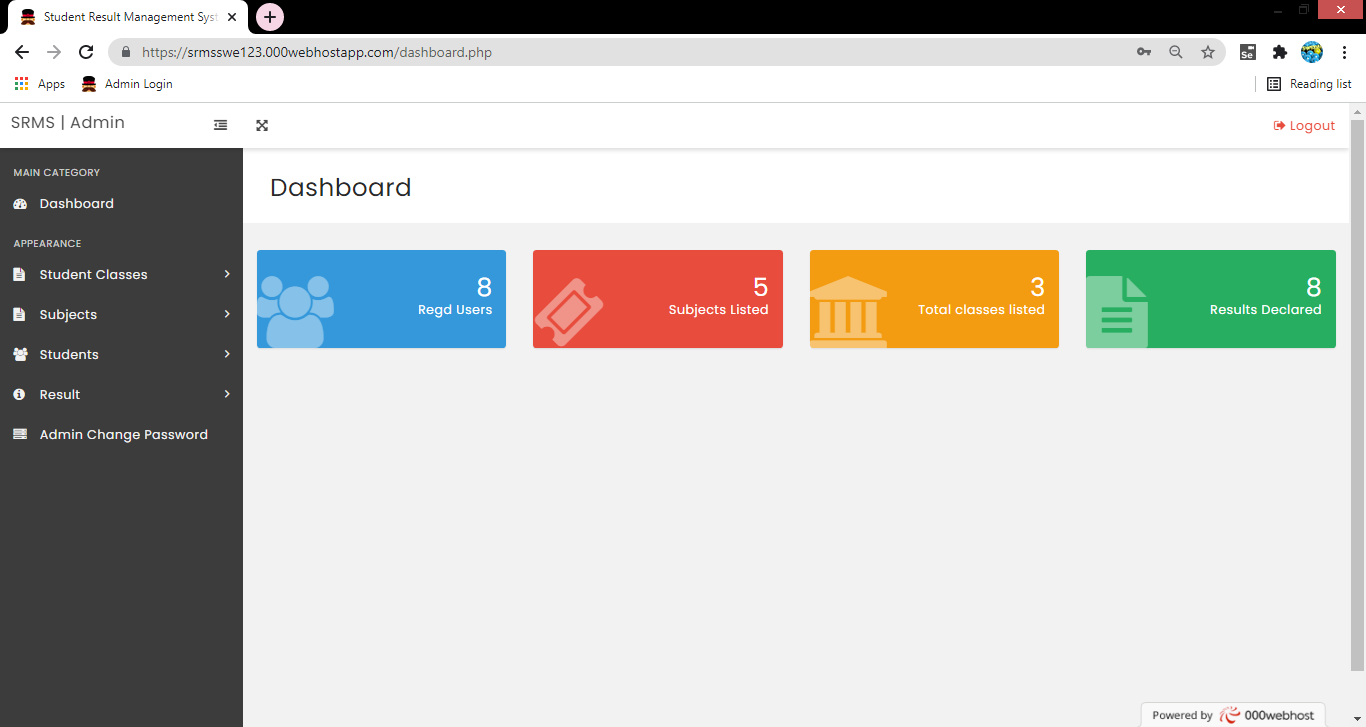 Student Result Management Syst
https://srmsswe123.000webhostapp.com/dashboard.php
Se
Apps
Admin Login
Reading list
SRMS | Admin
Logout
MAIN CATEGORY
Dashboard
APPEARANCE
Student Classes
Subjects
Students
Result
Admin Change Password
Dashboard
8
Regd Users
5
Subjects Listed
3
Total classes listed
8
Results Declared
Powered by 000webhost